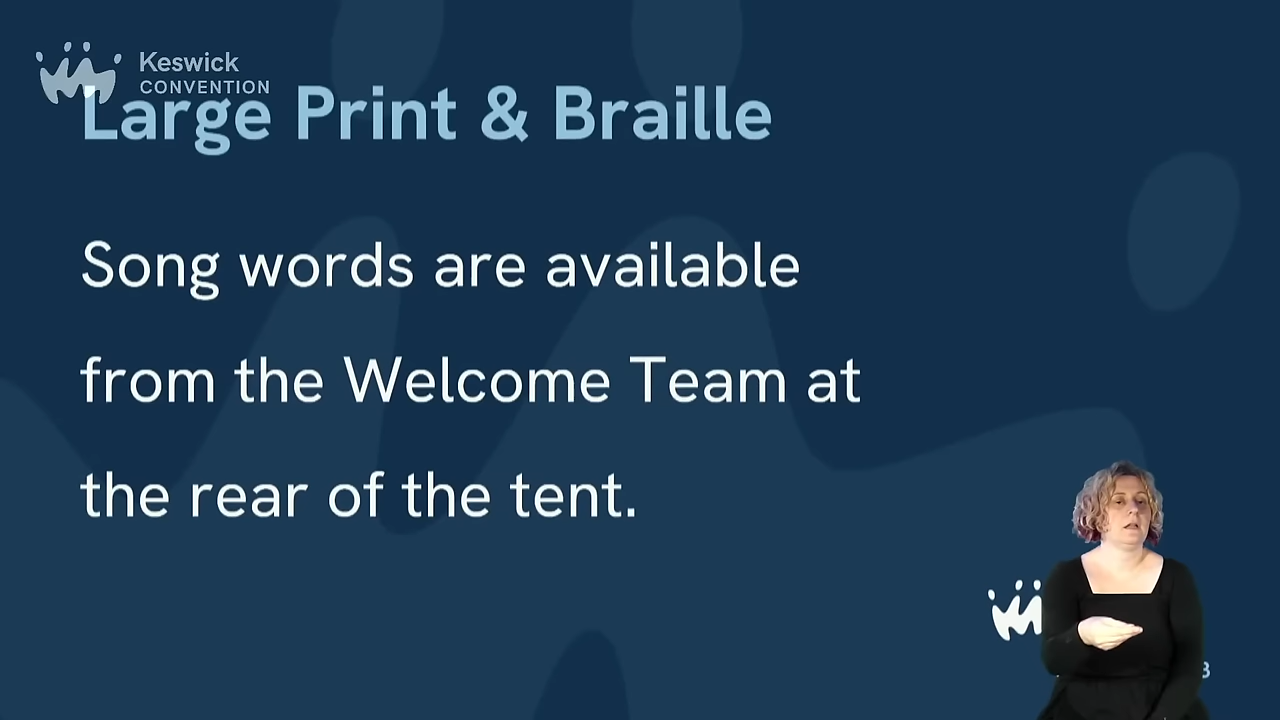 Keswick
CONVENTION
Large Print & Braille
Song words are available
from the Welcome Team at
the rear of the tent.